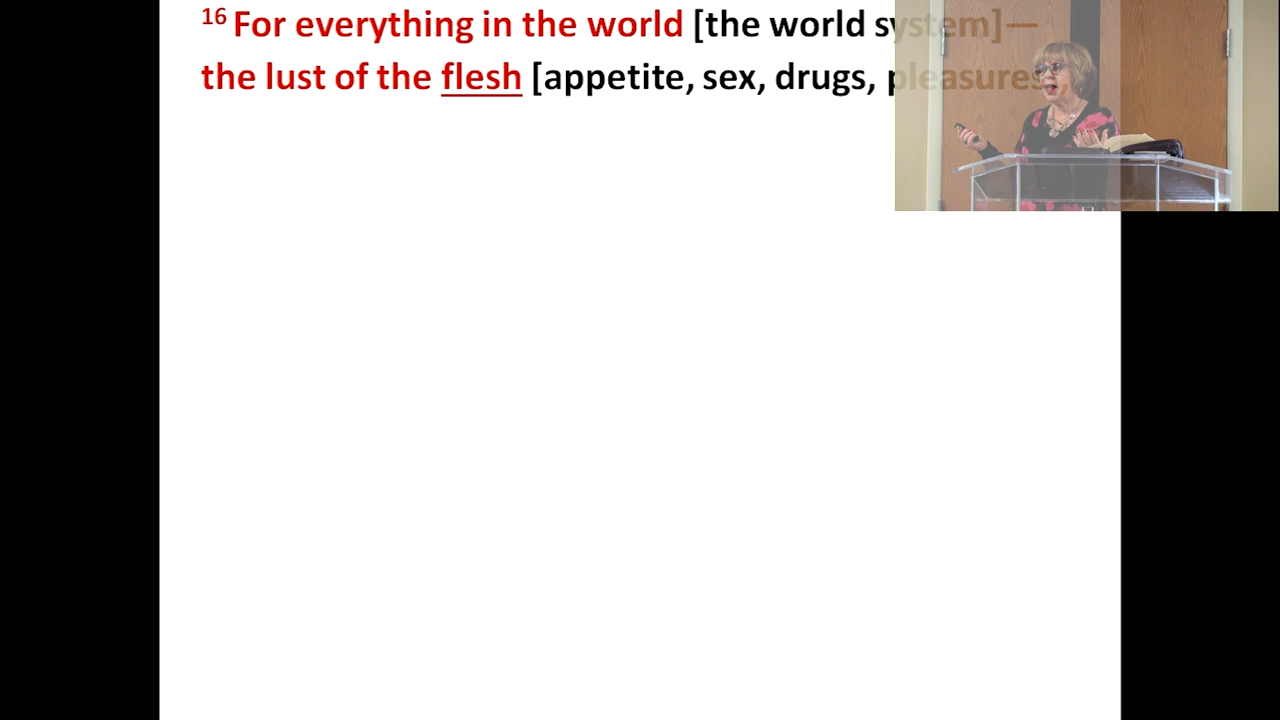 16 For everything in the world [the world system]—
the lust of the flesh [appetite, sex, drugs, pleasures